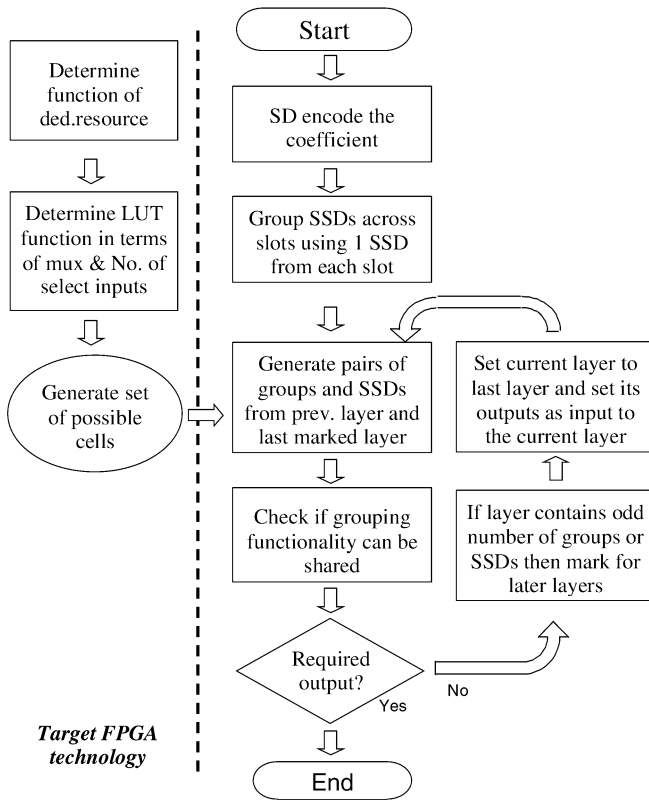 Start
Determine
function of
ded.resource
SD encode the
coefficient
Determine LUT
function in terms
of mux & No. of
select inputs
Group SSDs across
slots using 1 SSD
from each slot
Generate set
of possible
cells
Generate pairs of
groups and SSDs
from prev. layer and
last marked layer
Set current layer to
last layer and set its
outputs as input to
the current layer
Check if grouping
functionality can be
shared
If layer contains odd
number of groups or
SSDs then mark for
later layers
Required
output?
Yes
No
Target FPGA
technology
End